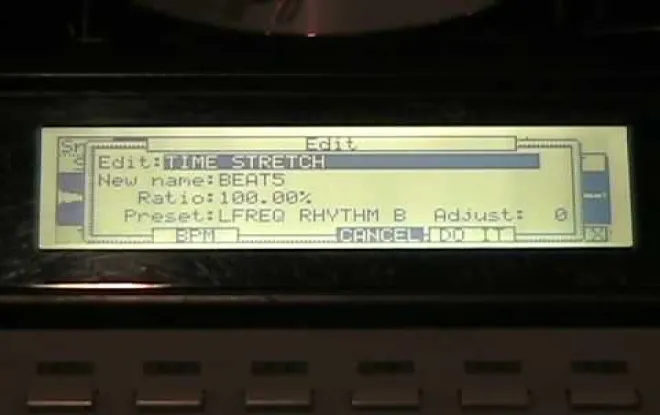 Edit
Edit:TIME STRETCH
New name:BEAT5
Ratio:100.00%
Preset:LFREQ RHYTHM B Adjust: 0
BPM CANCEL DO IT